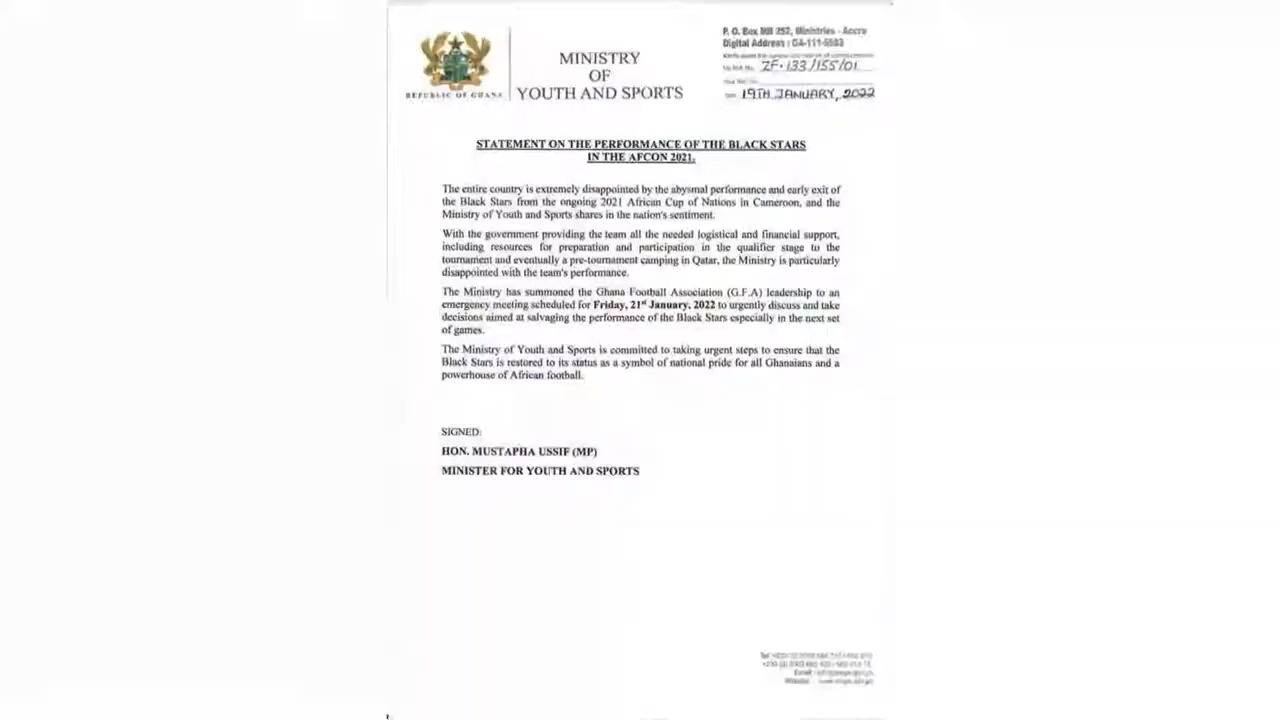 REPUBLIC OF GHANA
MINISTRY
OF
YOUTH AND SPORTS
P. O. Box MB 252, Ministries - Accra
Digital Address : GA-111-5583
ZF.133/155/01
19TH JANUARY, 2022
STATEMENT ON THE PERFORMANCE OF THE BLACK STARS
IN THE AFCON 2021.
The entire country is extremely disappointed by the abysmal performance and early exit of
the Black Stars from the ongoing 2021 African Cup of Nations in Cameroon, and the
Ministry of Youth and Sports shares in the nation's sentiment.
With the government providing the team all the needed logistical and financial support,
including resources for preparation and participation in the qualifier stage to the
tournament and eventually a pre-tournament camping in Qatar, the Ministry is particularly
disappointed with the team's performance.
The Ministry has summoned the Ghana Football Association (G.F.A) leadership to an
emergency meeting scheduled for Friday, 21st January, 2022 to urgently discuss and take
decisions aimed at salvaging the performance of the Black Stars especially in the next set
of games.
The Ministry of Youth and Sports is committed to taking urgent steps to ensure that the
Black Stars is restored to its status as a symbol of national pride for all Ghanaians and a
powerhouse of African football.
SIGNED:
HON. MUSTAPHA USSIF (MP)
MINISTER FOR YOUTH AND SPORTS